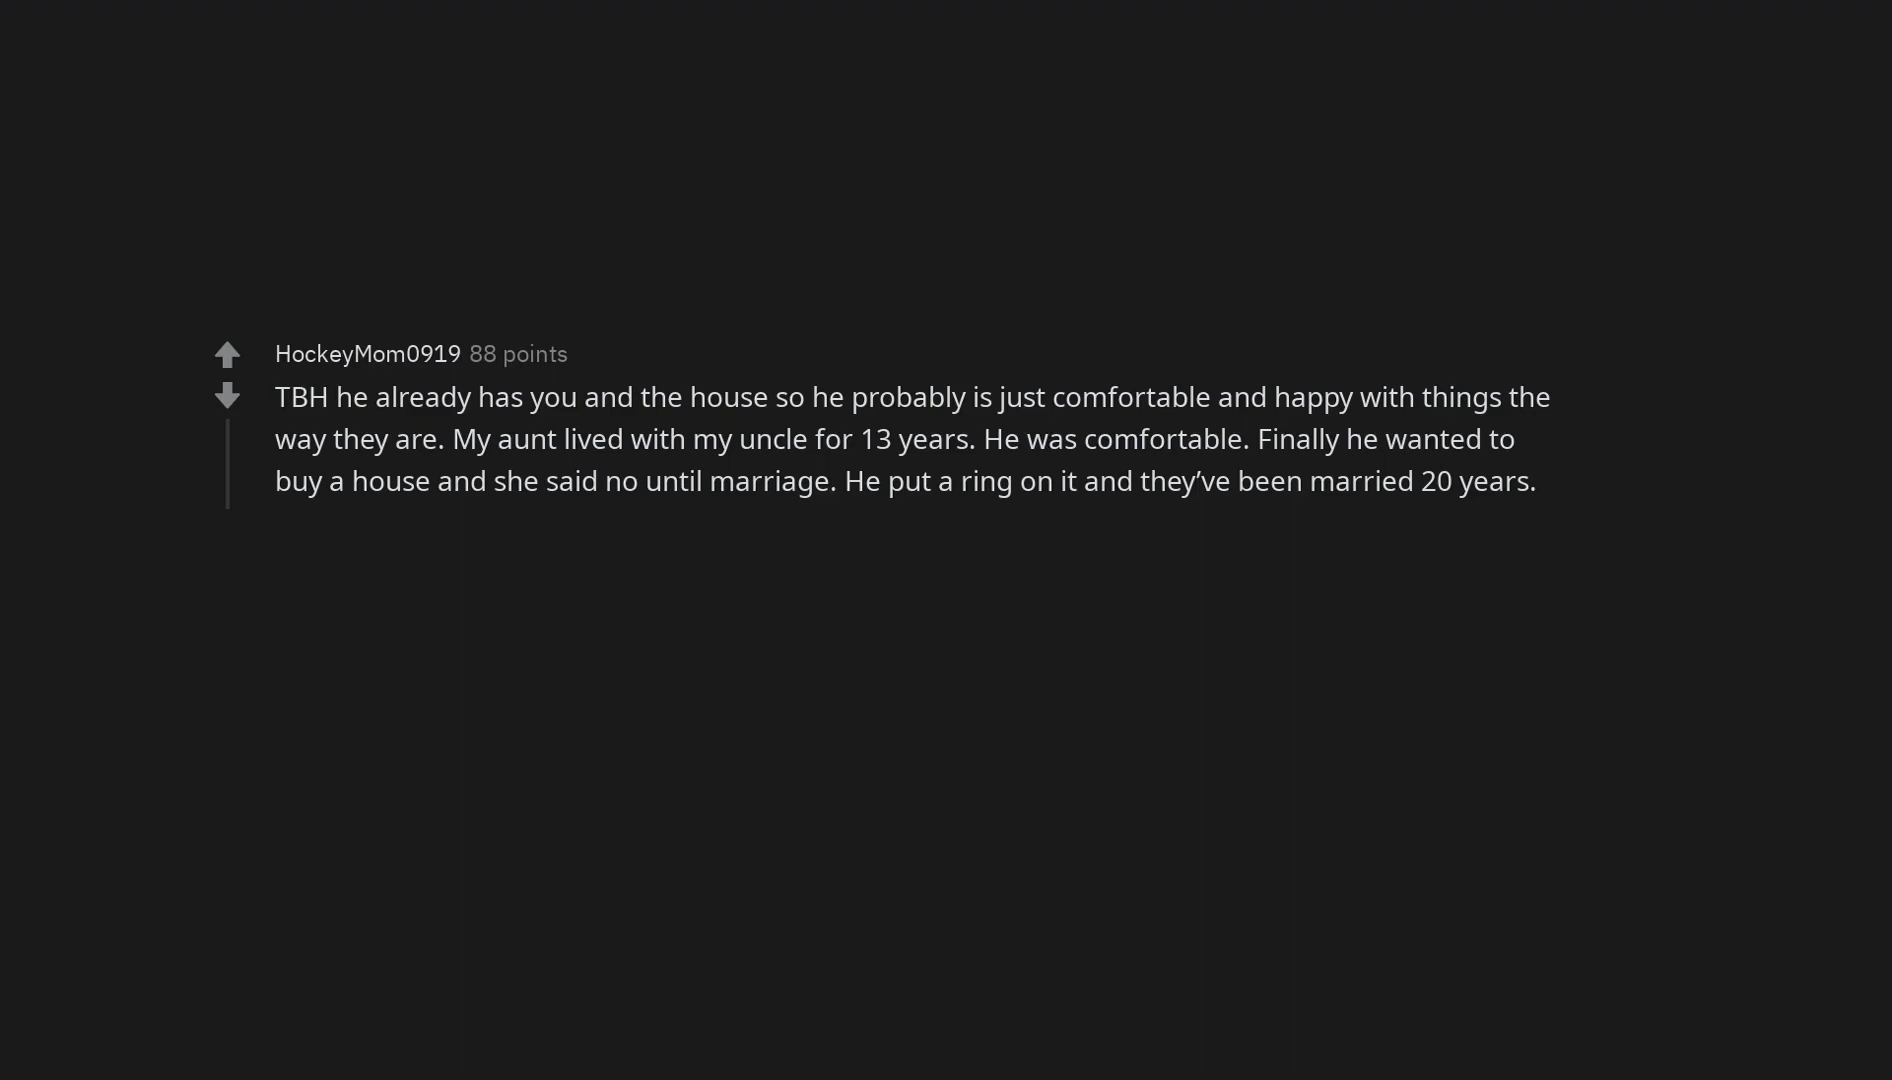 HockeyMom0919 88 points
TBH he already has you and the house so he probably is just comfortable and happy with things the
way they are. My aunt lived with my uncle for 13 years. He was comfortable. Finally he wanted to
buy a house and she said no until marriage. He put a ring on it and they’ve been married 20 years.